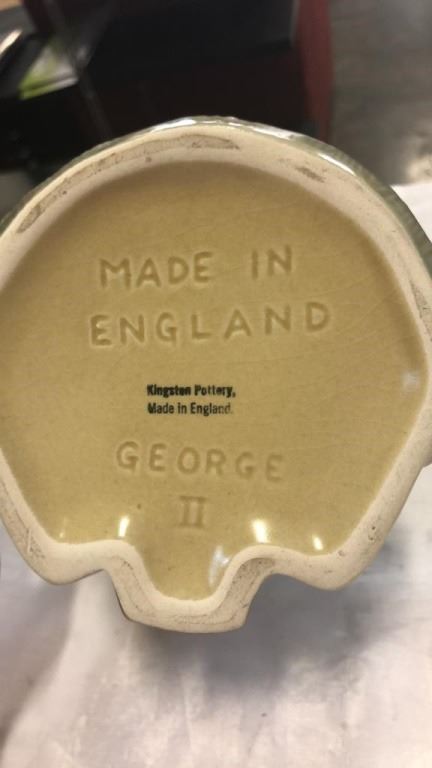 MADE IN
ENGLAND
Kingston Pottery,
Made in England.
GEORGE
II